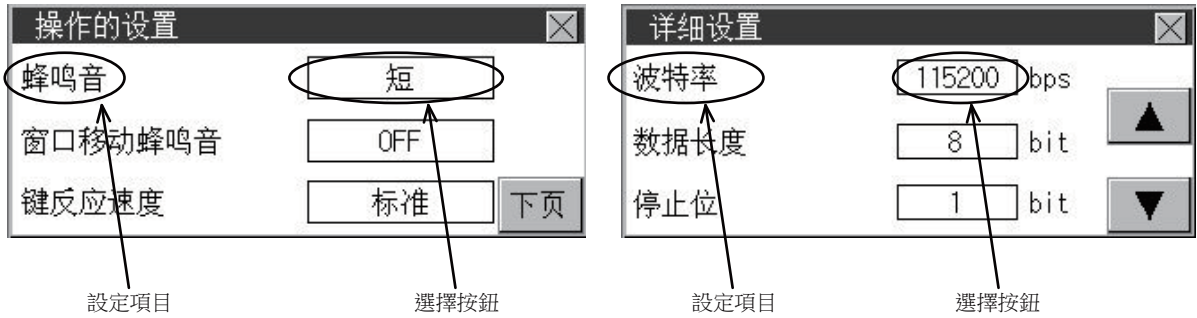 操作的设置
蜂鸣音 短
窗口移动蜂鸣音 OFF
键反应速度 标准 下页
設定項目 選擇按鈕
详细设置
波特率 115200 bps
数据长度 8 bit
停止位 1 bit
設定項目 選擇按鈕